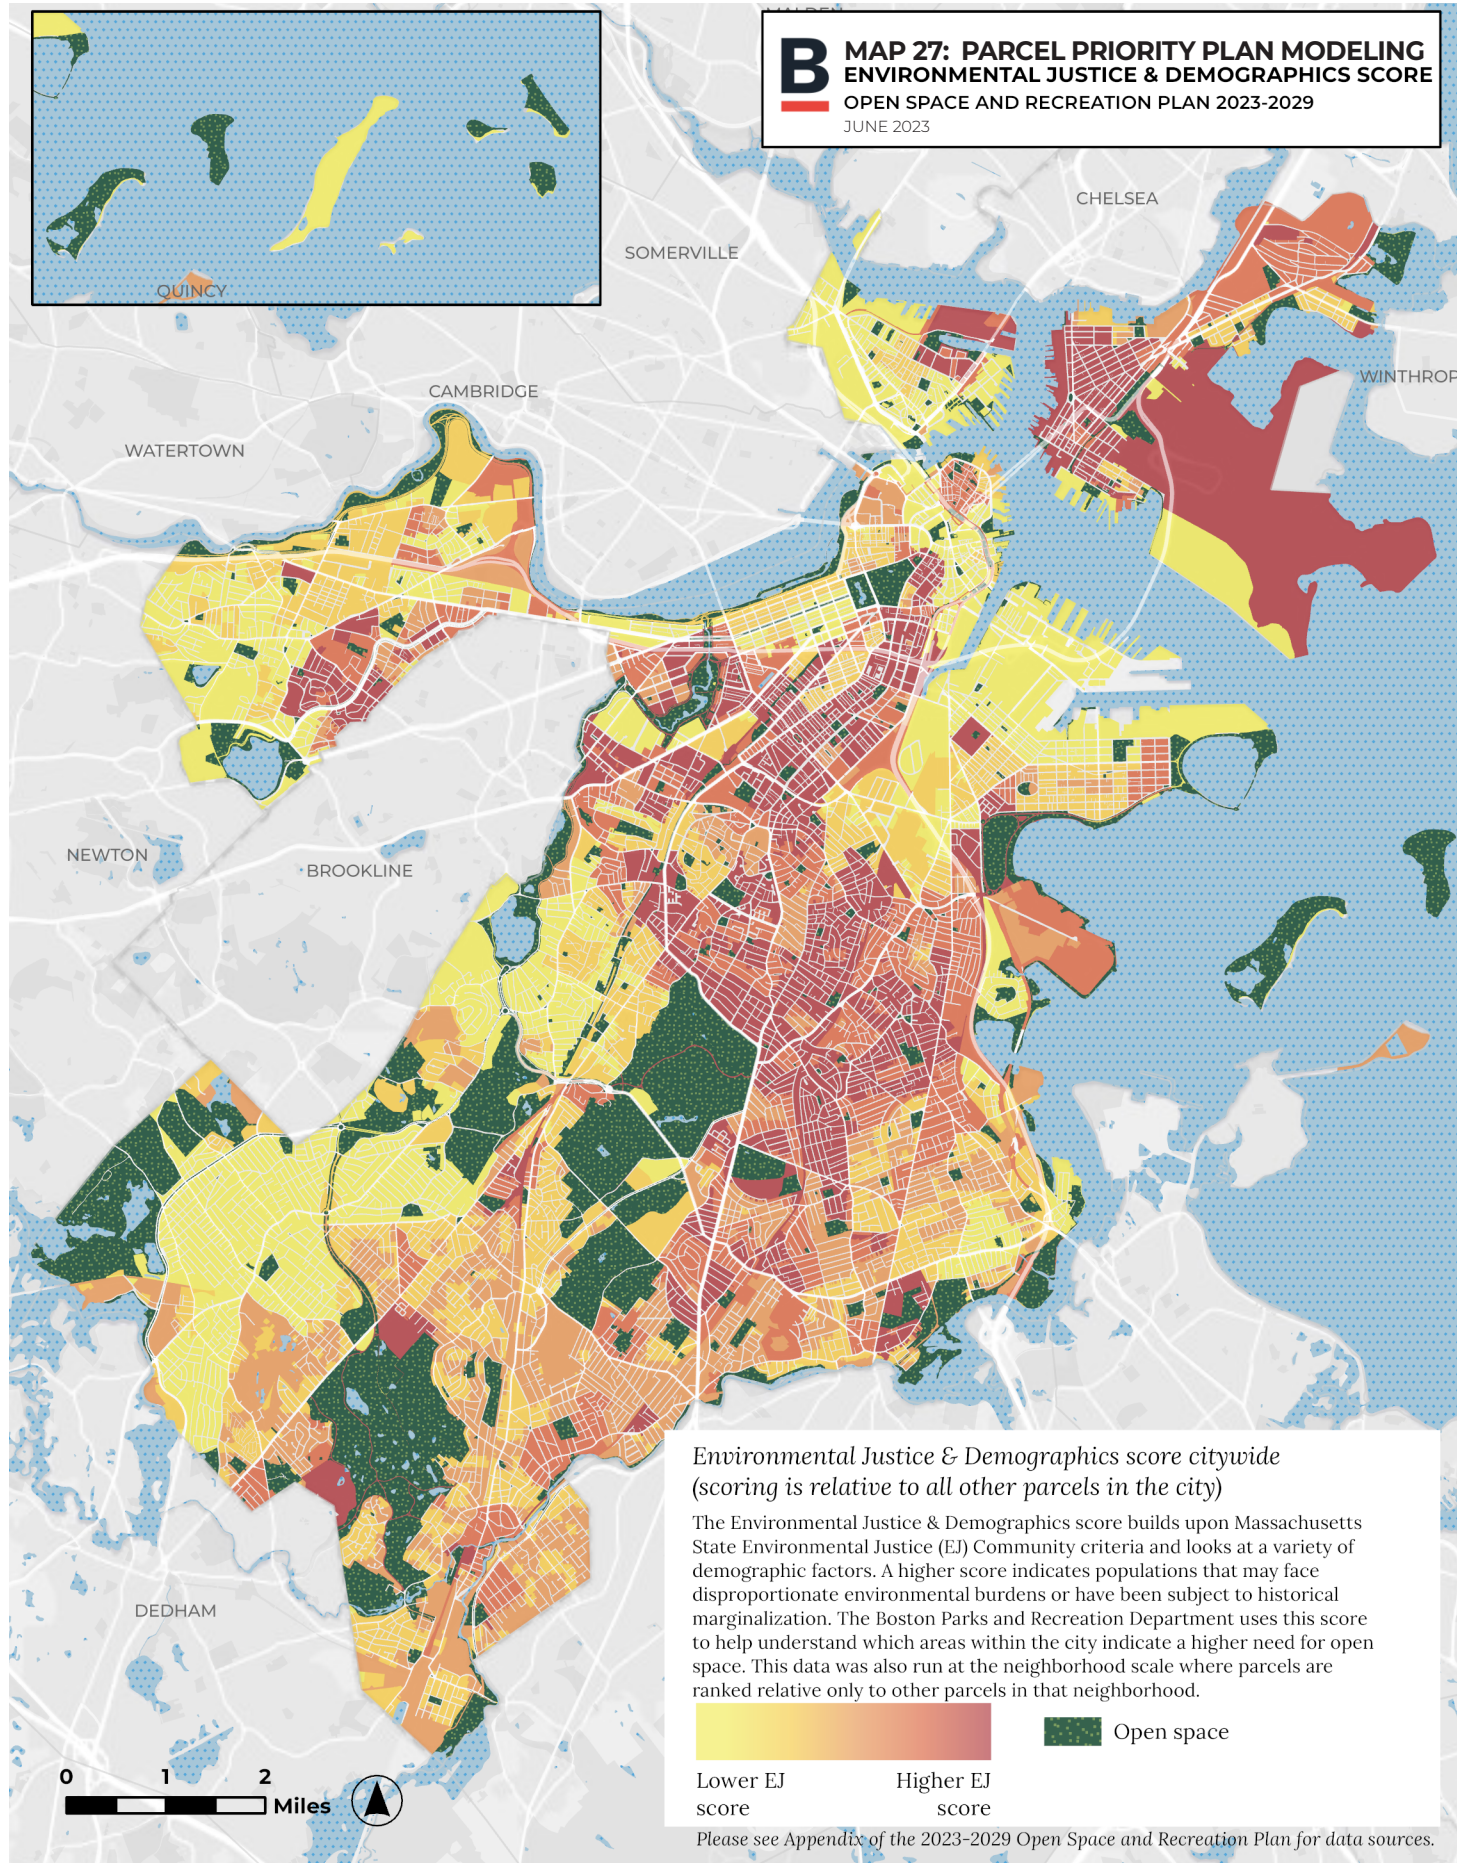 MALDEN
B
MAP 27: PARCEL PRIORITY PLAN MODELING
ENVIRONMENTAL JUSTICE & DEMOGRAPHICS SCORE
OPEN SPACE AND RECREATION PLAN 2023-2029
JUNE 2023
QUINCY
CHELSEA
SOMERVILLE
WINTHROP
CAMBRIDGE
WATERTOWN
NEWTON
BROOKLINE
DEDHAM
Environmental Justice & Demographics score citywide
(scoring is relative to all other parcels in the city)
The Environmental Justice & Demographics score builds upon Massachusetts
State Environmental Justice (EJ) Community criteria and looks at a variety of
demographic factors. A higher score indicates populations that may face
disproportionate environmental burdens or have been subject to historical
marginalization. The Boston Parks and Recreation Department uses this score
to help understand which areas within the city indicate a higher need for open
space. This data was also run at the neighborhood scale where parcels are
ranked relative only to other parcels in that neighborhood.
Open space
Lower EJ
score
Higher EJ
score
0 1 2
Miles
Please see Appendix of the 2023-2029 Open Space and Recreation Plan for data sources.